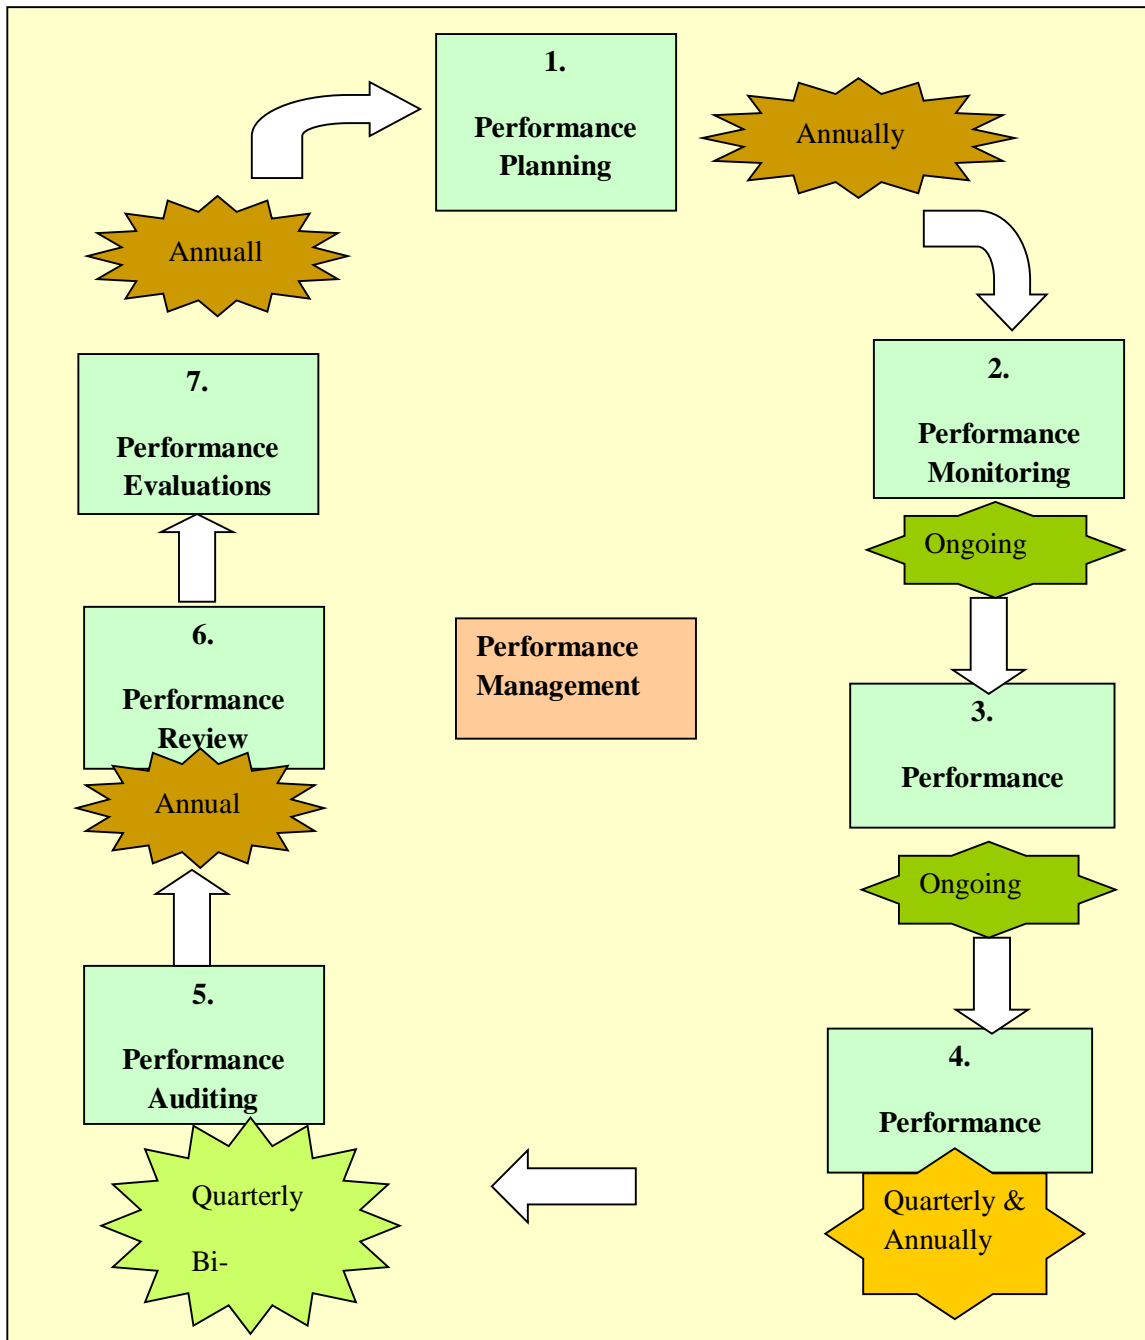 1.
Performance
Planning
Annually
2.
Performance
Monitoring
Ongoing
3.
Performance
Ongoing
4.
Performance
Quarterly &
Annually
5.
Performance
Auditing
Quarterly
Bi-
6.
Performance
Review
Annual
7.
Performance
Evaluations
Annuall
Performance
Management